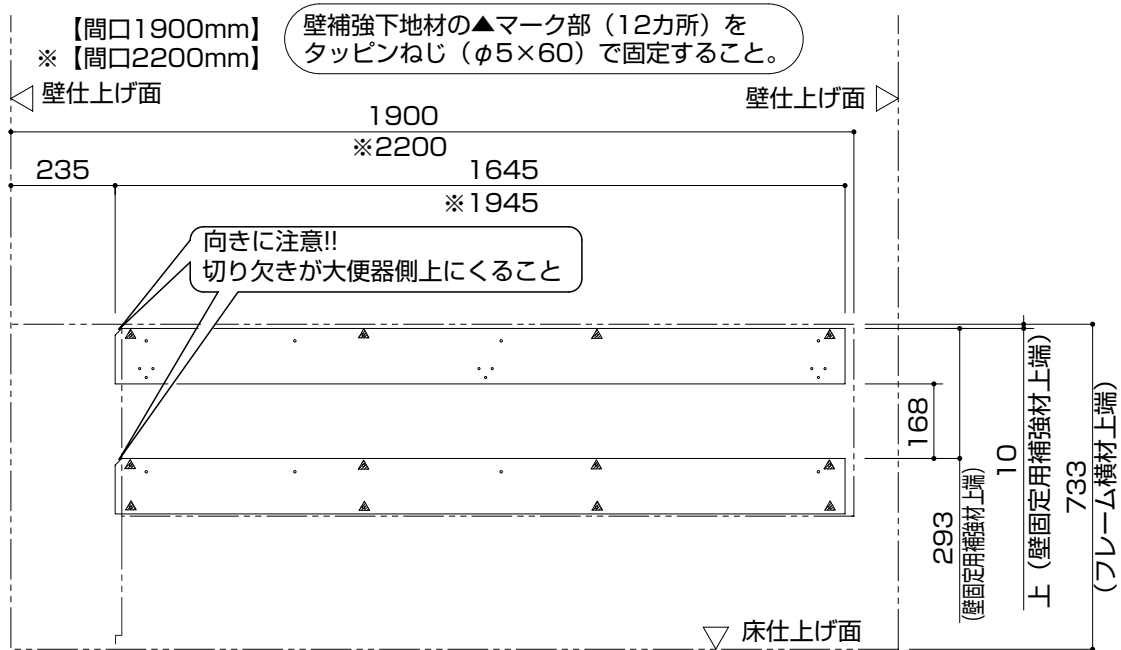 【間口1900mm】
※【間口2200mm】
壁補強下地材の▲マーク部（12カ所）を
タッピンねじ（φ5×60）で固定すること。
壁仕上げ面
壁仕上げ面
1900
※2200
235
1645
※1945
向きに注意!!
切り欠きが大便器側上にくること
168
293
(壁固定用補強材上端)
10
上（壁固定用補強材上端）
733
（フレーム横材上端）
床仕上げ面